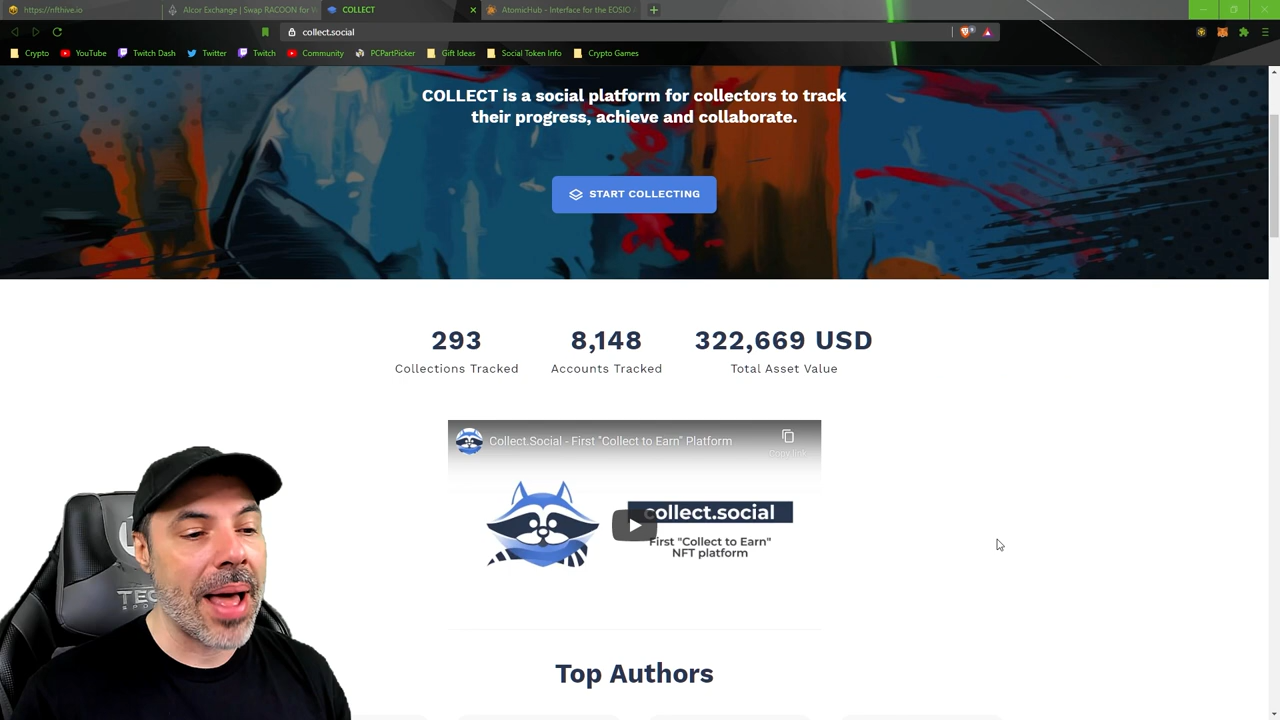 https://nfthive.io
Alcor Exchange | Swap RACOON for W
COLLECT
AtomicHub - Interface for the EOSIO
collect.social
Crypto
YouTube
Twitch Dash
Twitter
Twitch
Community
PCPartPicker
Gift Ideas
Social Token Info
Crypto Games
COLLECT is a social platform for collectors to track
their progress, achieve and collaborate.
START COLLECTING
293
8,148
322,669 USD
Collections Tracked
Accounts Tracked
Total Asset Value
Collect.Social - First "Collect to Earn" Platform
Copy link
collect.social
First "Collect to Earn"
NFT platform
Top Authors